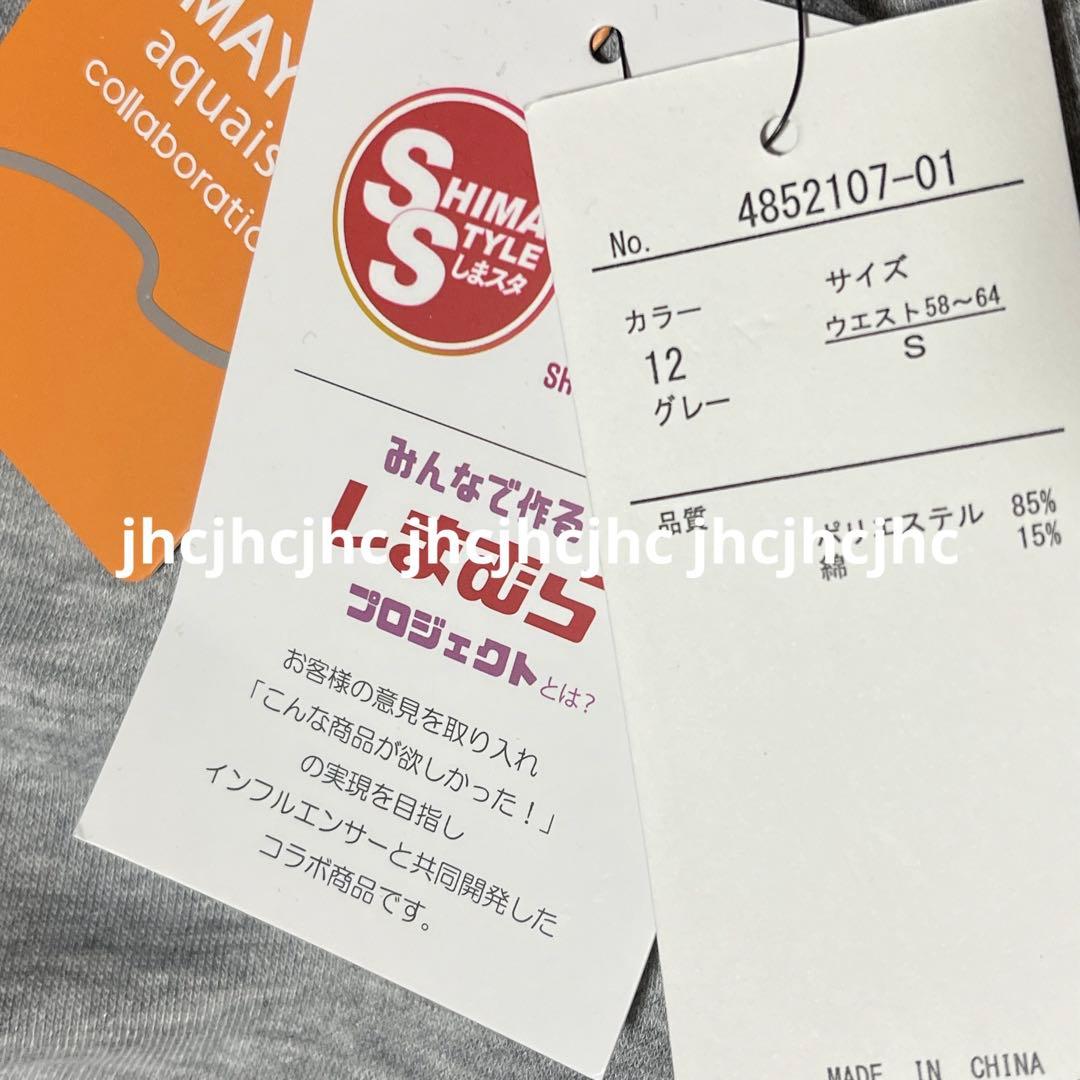 MAY
aquais
collaboratio
SHIMA
STYLE
しまスタ
SH
みんなで作る
しまむら
プロジェクトとは?
お客様の意見を取り入れ
「こんな商品が欲しかった!」
の実現を目指し
インフルエンサーと共同開発した
コラボ商品です。
No. 4852107-01
カラー
12
グレー
サイズ
ウエスト58～64
S
品質 ポリエステル 85%
綿 15%
MADE IN CHINA
jhcjhcjhc jhcjhcjhc jhcjhcjhc